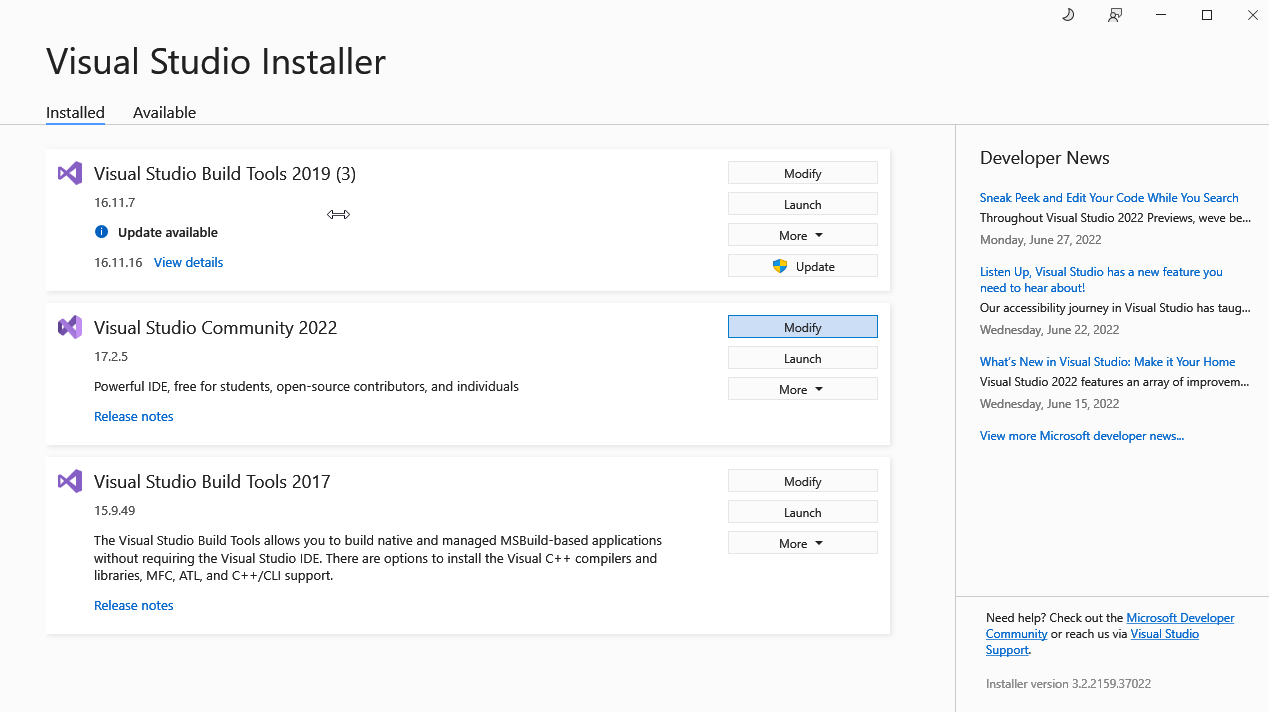 Visual Studio Installer
Installed
Available
Visual Studio Build Tools 2019 (3)
16.11.7
Update available
16.11.16 View details
Modify
Launch
More
Update
Visual Studio Community 2022
17.2.5
Powerful IDE, free for students, open-source contributors, and individuals
Release notes
Modify
Launch
More
Visual Studio Build Tools 2017
15.9.49
The Visual Studio Build Tools allows you to build native and managed MSBuild-based applications
without requiring the Visual Studio IDE. There are options to install the Visual C++ compilers and
libraries, MFC, ATL, and C++/CLI support.
Release notes
Modify
Launch
More
Developer News
Sneak Peek and Edit Your Code While You Search
Throughout Visual Studio 2022 Previews, weve be...
Monday, June 27, 2022
Listen Up, Visual Studio has a new feature you
need to hear about!
Our accessibility journey in Visual Studio has taug...
Wednesday, June 22, 2022
What's New in Visual Studio: Make it Your Home
Visual Studio 2022 features an array of improvem...
Wednesday, June 15, 2022
View more Microsoft developer news...
Need help? Check out the Microsoft Developer
Community or reach us via Visual Studio
Support.
Installer version 3.2.2159.37022